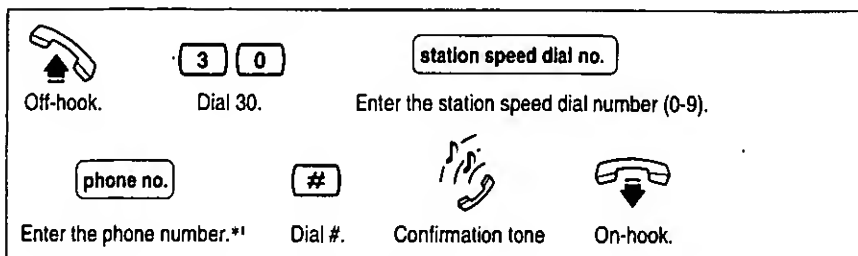 3 0 station speed dial no.
Off-hook. Dial 30. Enter the station speed dial number (0-9).
phone no. #
Enter the phone number.*1 Dial #. Confirmation tone On-hook.